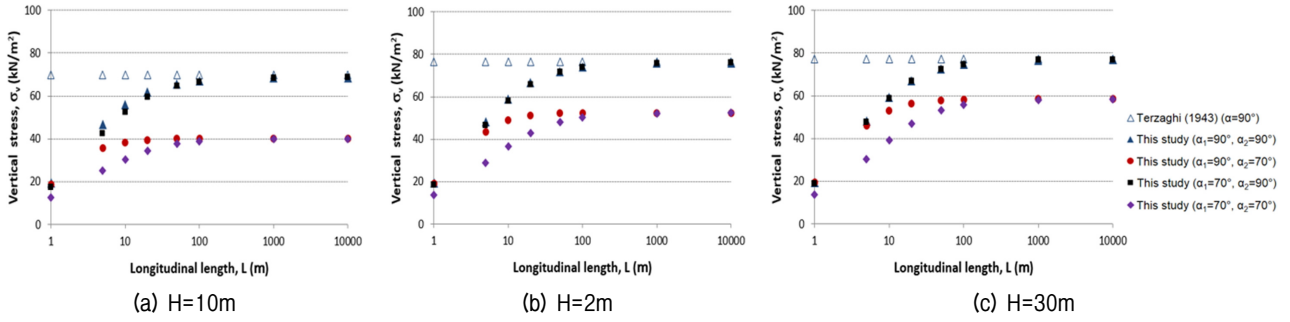 Vertical stress, σᵥ (kN/m²)
100
80
60
40
20
0
1 10 100 1000 10000
Longitudinal length, L (m)
(a) H=10m
Vertical stress, σᵥ (kN/m²)
100
80
60
40
20
0
1 10 100 1000 10000
Longitudinal length, L (m)
(b) H=2m
Vertical stress, σᵥ (kN/m²)
100
80
60
40
20
0
1 10 100 1000 10000
Longitudinal length, L (m)
(c) H=30m
Terzaghi (1943) (α=90°)
This study (α₁=90°, α₂=90°)
This study (α₁=90°, α₂=70°)
This study (α₁=70°, α₂=90°)
This study (α₁=70°, α₂=70°)